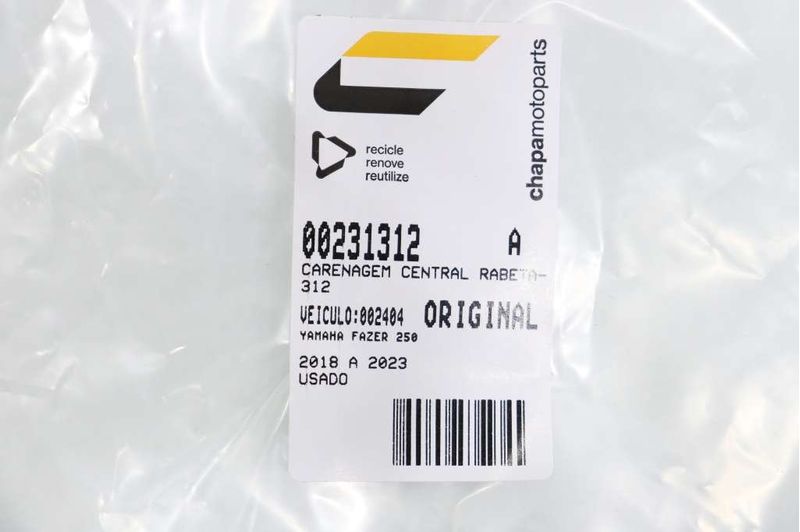 chapamotoparts
recicle
renove
reutilize
00231312 A
CARENAGEM CENTRAL RABETA-
312
VEICULO:002404 ORIGINAL
YAMAHA FAZER 250
2018 A 2023
USADO